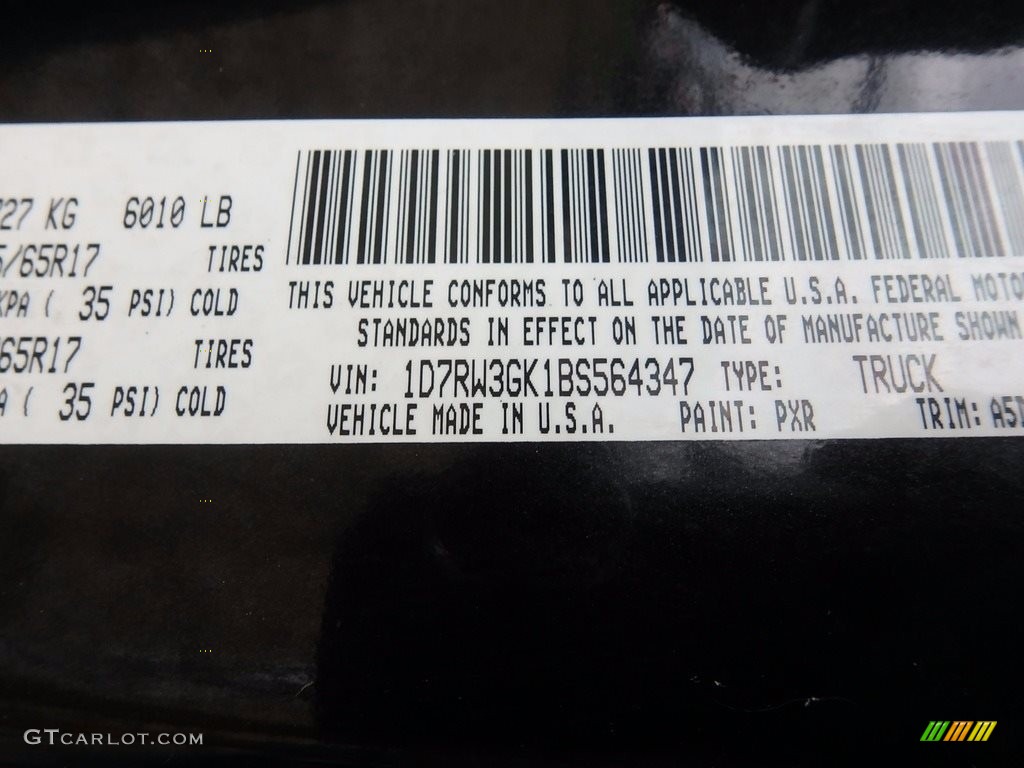 727 KG 6010 LB
5/65R17 TIRES
KPA ( 35 PSI) COLD
65R17 TIRES
A ( 35 PSI) COLD
THIS VEHICLE CONFORMS TO ALL APPLICABLE U.S.A. FEDERAL MOTO
STANDARDS IN EFFECT ON THE DATE OF MANUFACTURE SHOWN
VIN: 1D7RW3GK1BS564347 TYPE: TRUCK
VEHICLE MADE IN U.S.A. PAINT: PXR TRIM: A5
GTCARLOT.COM